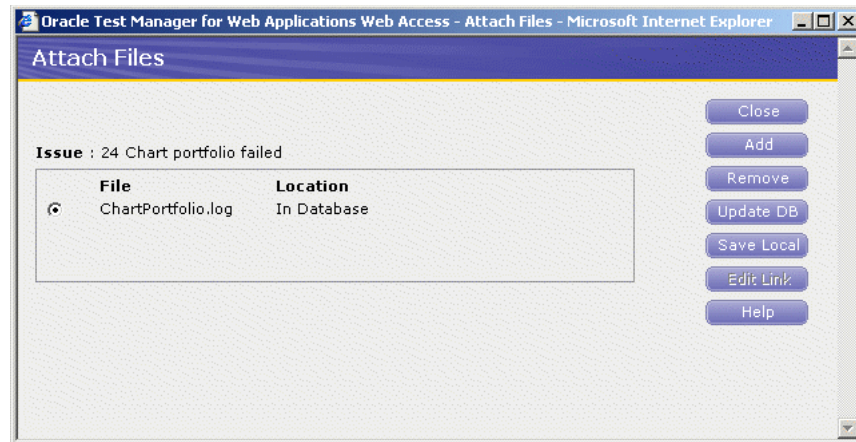 Oracle Test Manager for Web Applications Web Access - Attach Files - Microsoft Internet Explorer
Attach Files
Close
Issue : 24 Chart portfolio failed
Add
File Location
Remove
ChartPortfolio.log In Database
Update DB
Save Local
Edit Link
Help